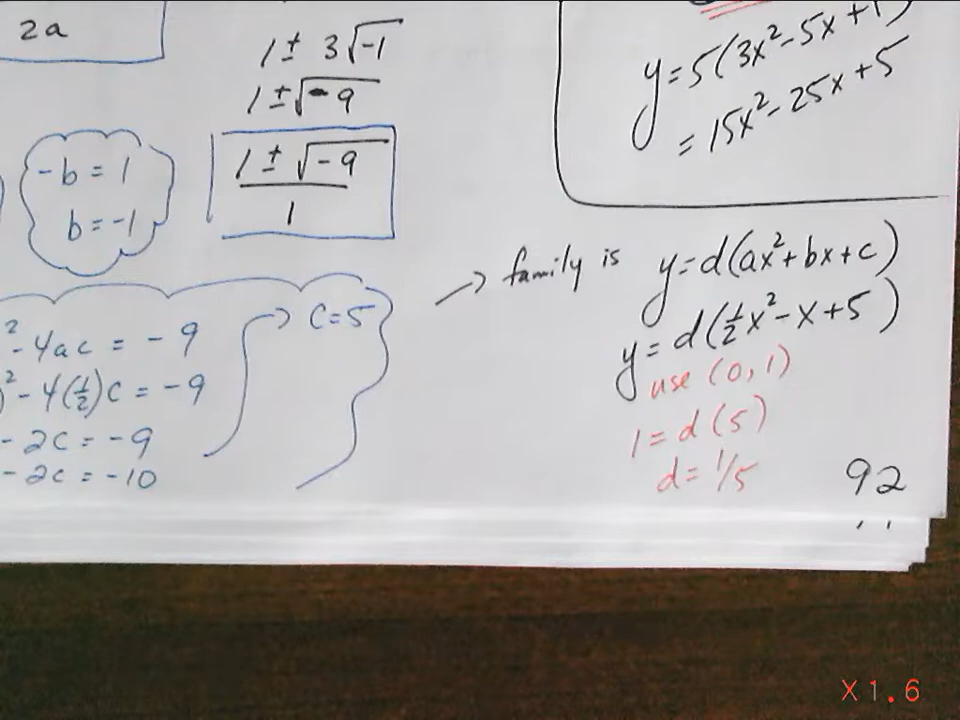 2a
1 ± 3√-1
1 ± √-9
1 ± √-9
1
-b = 1
b = -1
² - 4ac = -9
)² - 4(½)c = -9
- 2c = -9
- 2c = -10
→ c = 5
y = 5(3x² - 5x + 1)
= 15x² - 25x + 5
→ family is y = d(ax² + bx + c)
y = d(½x² - x + 5)
use (0, 1)
1 = d(5)
d = 1/5
92
X1.6